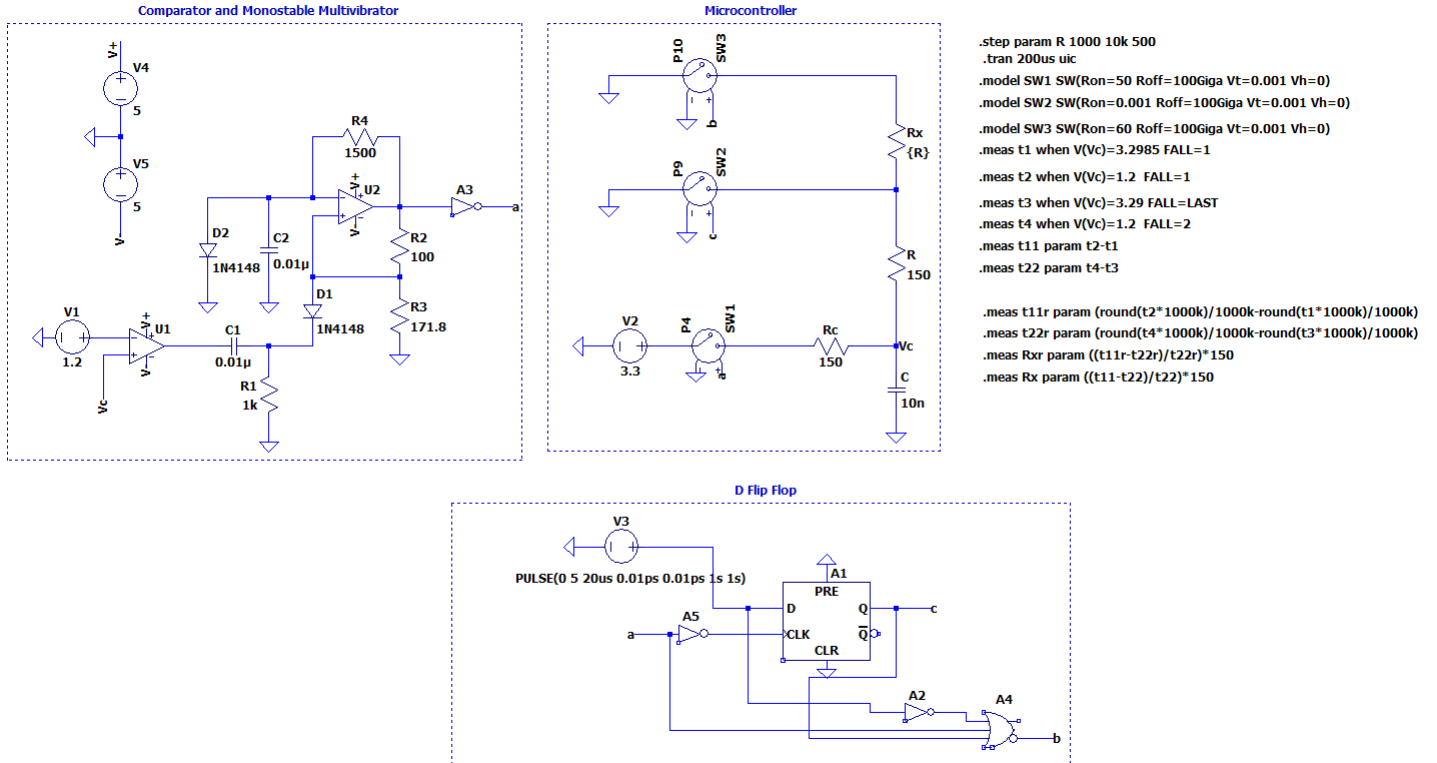 Comparator and Monostable Multivibrator
V+
V4
5
V5
5
V-
R4
1500
V+
U2
V-
A3
a
D2
1N4148
C2
0.01µ
R2
100
D1
1N4148
R3
171.8
V1
1.2
V+
U1
V-
Vc
C1
0.01µ
R1
1k
Microcontroller
P10
SW3
b
Rx
{R}
P9
SW2
c
R
150
V2
3.3
P4
SW1
a
Rc
150
Vc
C
10n
.step param R 1000 10k 500
.tran 200us uic
.model SW1 SW(Ron=50 Roff=100Giga Vt=0.001 Vh=0)
.model SW2 SW(Ron=0.001 Roff=100Giga Vt=0.001 Vh=0)
.model SW3 SW(Ron=60 Roff=100Giga Vt=0.001 Vh=0)
.meas t1 when V(Vc)=3.2985 FALL=1
.meas t2 when V(Vc)=1.2 FALL=1
.meas t3 when V(Vc)=3.29 FALL=LAST
.meas t4 when V(Vc)=1.2 FALL=2
.meas t11 param t2-t1
.meas t22 param t4-t3
.meas t11r param (round(t2*1000k)/1000k-round(t1*1000k)/1000k)
.meas t22r param (round(t4*1000k)/1000k-round(t3*1000k)/1000k)
.meas Rxr param ((t11r-t22r)/t22r)*150
.meas Rx param ((t11-t22)/t22)*150
D Flip Flop
V3
PULSE(0 5 20us 0.01ps 0.01ps 1s 1s)
A1
PRE
D
Q
c
a
A5
CLK
Q
CLR
A2
A4
b